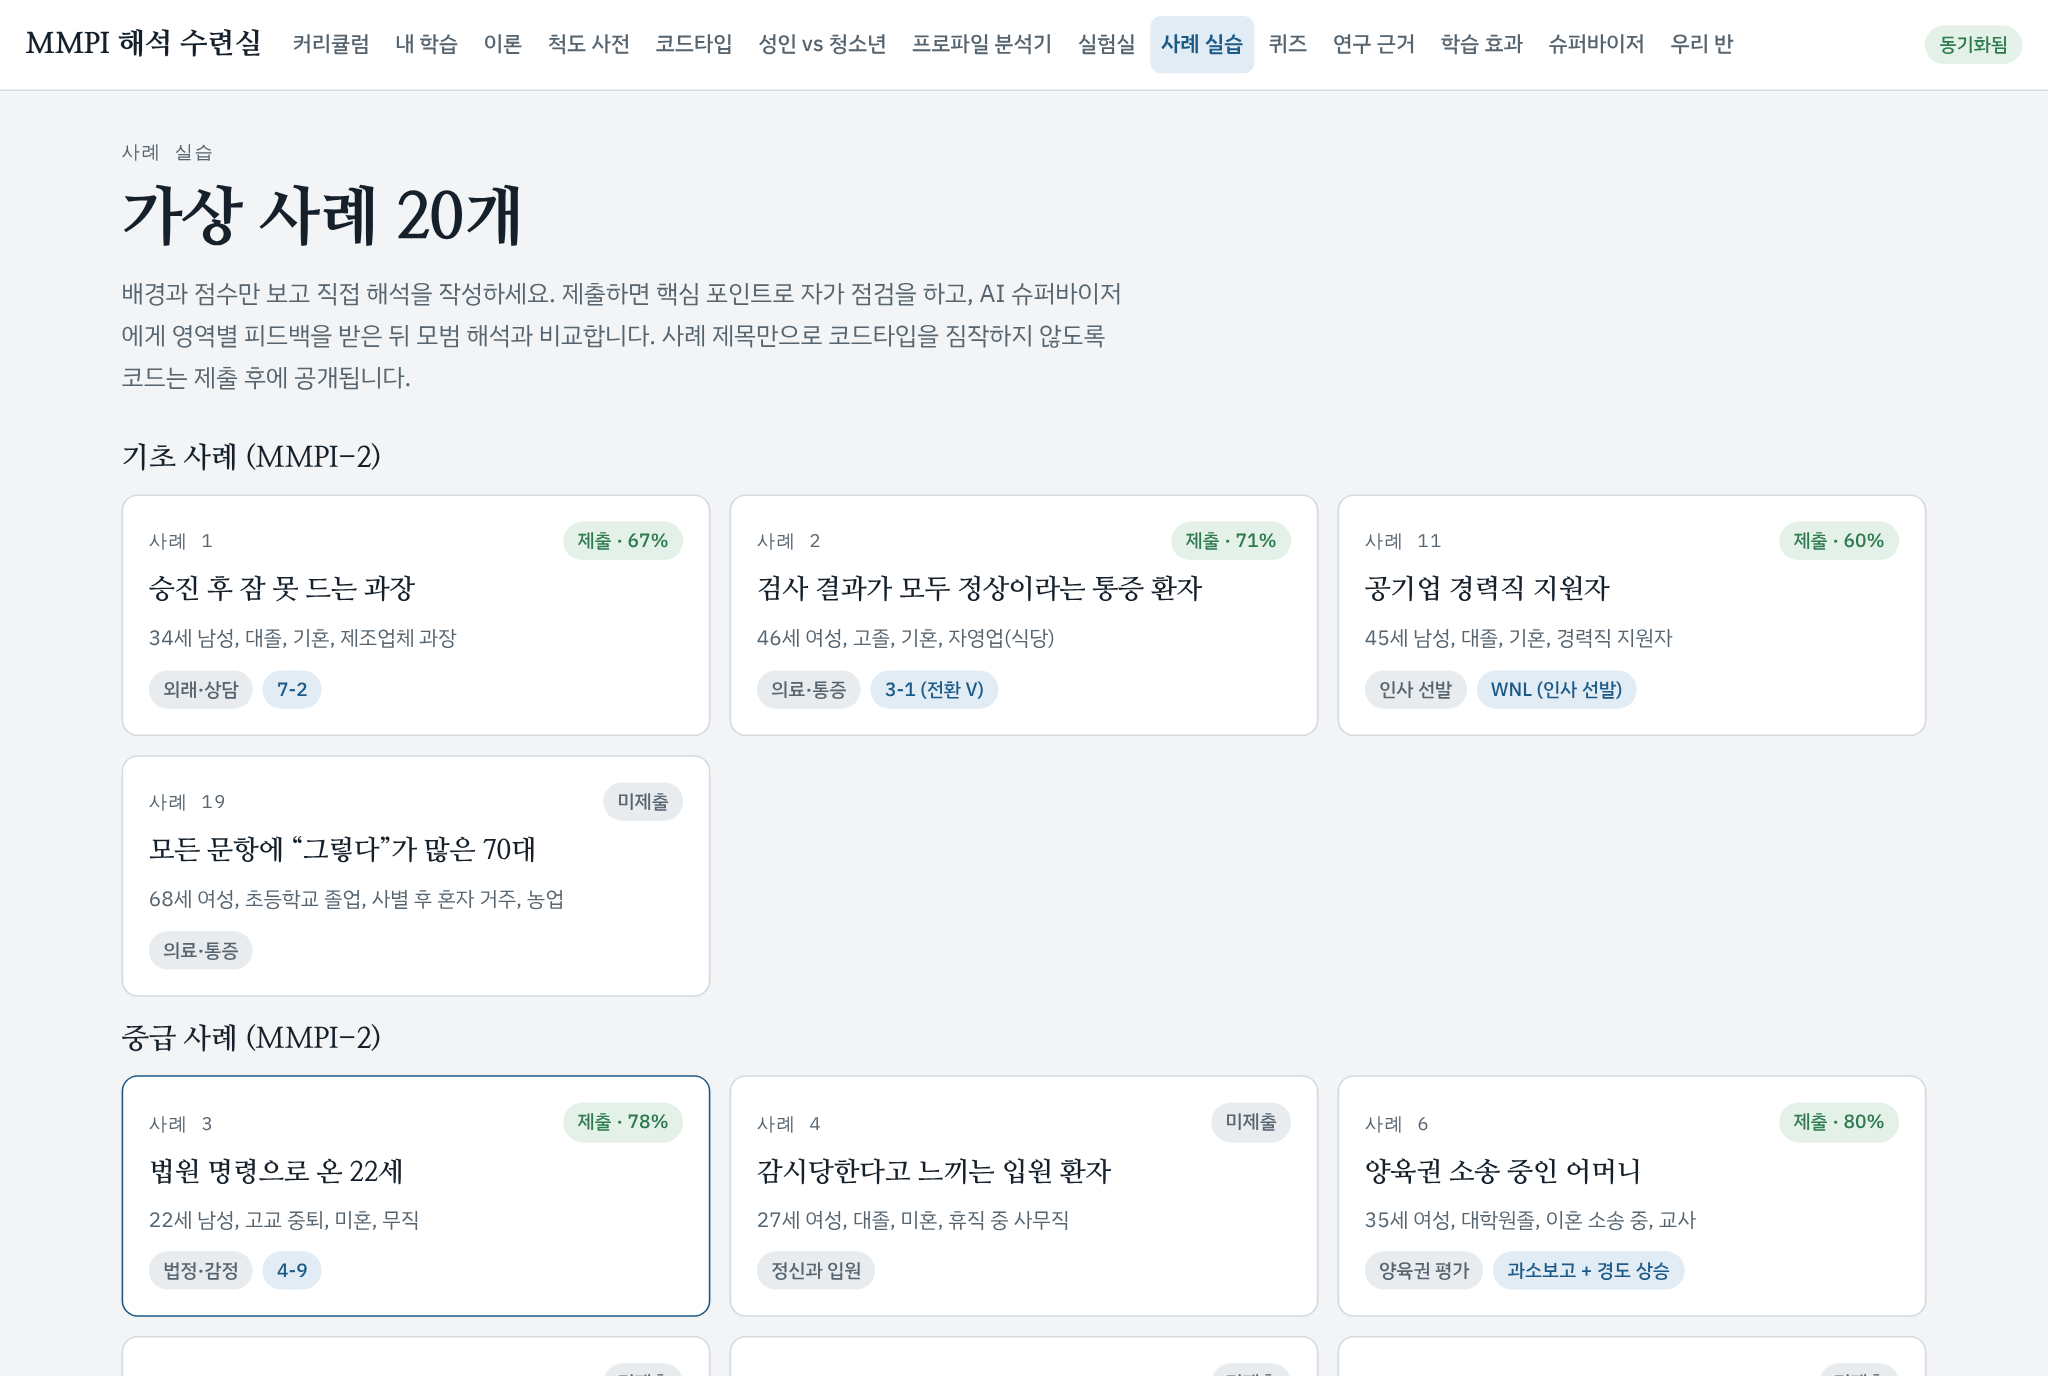 MMPI 해석 수련실 커리큘럼 내 학습 이론 척도 사전 코드타입 성인 vs 청소년 프로파일 분석기 실험실 사례 실습 퀴즈 연구 근거 학습 효과 슈퍼바이저 우리 반 동기화됨
사례 실습
가상 사례 20개
배경과 점수만 보고 직접 해석을 작성하세요. 제출하면 핵심 포인트로 자가 점검을 하고, AI 슈퍼바이저
에게 영역별 피드백을 받은 뒤 모범 해석과 비교합니다. 사례 제목만으로 코드타입을 짐작하지 않도록
코드는 제출 후에 공개됩니다.
기초 사례 (MMPI-2)
사례 1 제출 · 67%
승진 후 잠 못 드는 과장
34세 남성, 대졸, 기혼, 제조업체 과장
외래·상담 7-2
사례 2 제출 · 71%
검사 결과가 모두 정상이라는 통증 환자
46세 여성, 고졸, 기혼, 자영업(식당)
의료·통증 3-1 (전환 V)
사례 11 제출 · 60%
공기업 경력직 지원자
45세 남성, 대졸, 기혼, 경력직 지원자
인사 선발 WNL (인사 선발)
사례 19 미제출
모든 문항에 “그렇다”가 많은 70대
68세 여성, 초등학교 졸업, 사별 후 혼자 거주, 농업
의료·통증
중급 사례 (MMPI-2)
사례 3 제출 · 78%
법원 명령으로 온 22세
22세 남성, 고교 중퇴, 미혼, 무직
법정·감정 4-9
사례 4 미제출
감시당한다고 느끼는 입원 환자
27세 여성, 대졸, 미혼, 휴직 중 사무직
정신과 입원
사례 6 제출 · 80%
양육권 소송 중인 어머니
35세 여성, 대학원졸, 이혼 소송 중, 교사
양육권 평가 과소보고 + 경도 상승